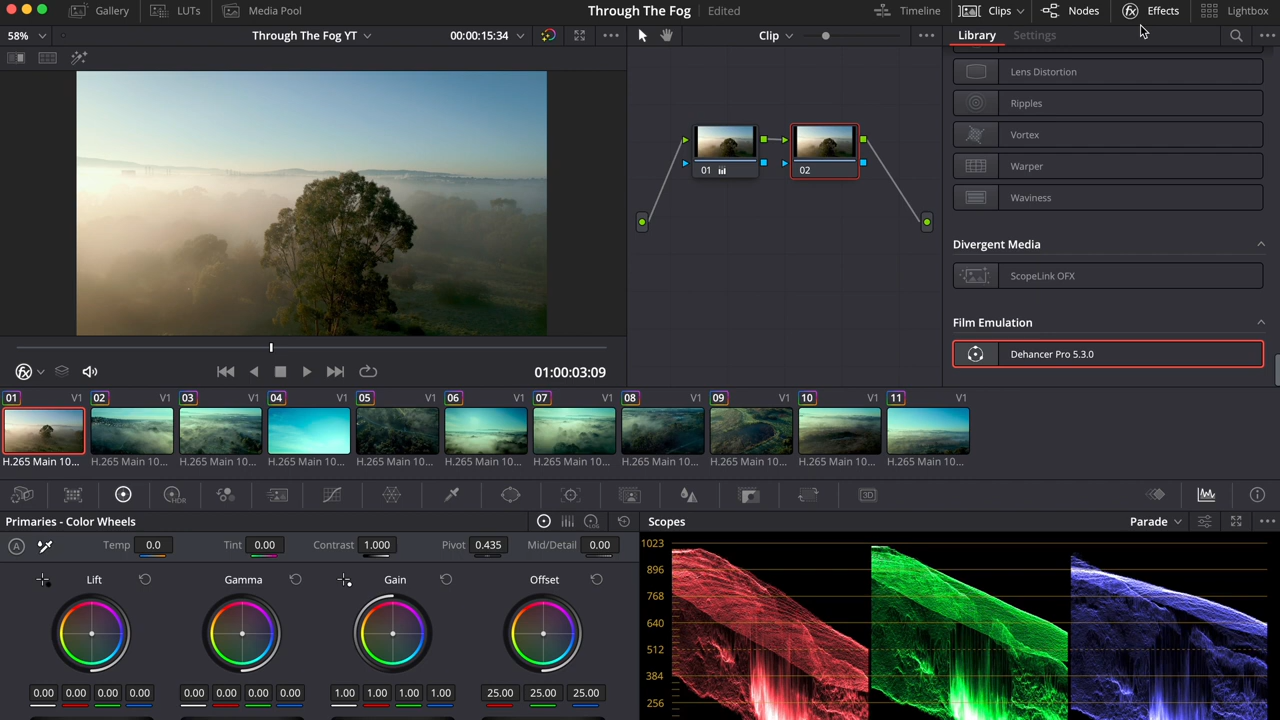 Gallery LUTs Media Pool Through The Fog Edited Timeline Clips Nodes Effects Lightbox
58% Through The Fog YT 00:00:15:34 Clip Library Settings
Lens Distortion
Ripples
Vortex
Warper
Waviness
01 02
Divergent Media
ScopeLink OFX
Film Emulation
Dehancer Pro 5.3.0
01:00:03:09
01 V1 02 V1 03 V1 04 V1 05 V1 06 V1 07 V1 08 V1 09 V1 10 V1 11 V1
H.265 Main 10... H.265 Main 10... H.265 Main 10... H.265 Main 10... H.265 Main 10... H.265 Main 10... H.265 Main 10... H.265 Main 10... H.265 Main 10... H.265 Main 10... H.265 Main 10...
HDR 3D
Primaries - Color Wheels LOG Scopes Parade
A Temp 0.0 Tint 0.00 Contrast 1.000 Pivot 0.435 Mid/Detail 0.00
Lift Gamma Gain Offset
0.00 0.00 0.00 0.00 0.00 0.00 0.00 0.00 1.00 1.00 1.00 1.00 25.00 25.00 25.00
1023
896
768
640
512
384
256